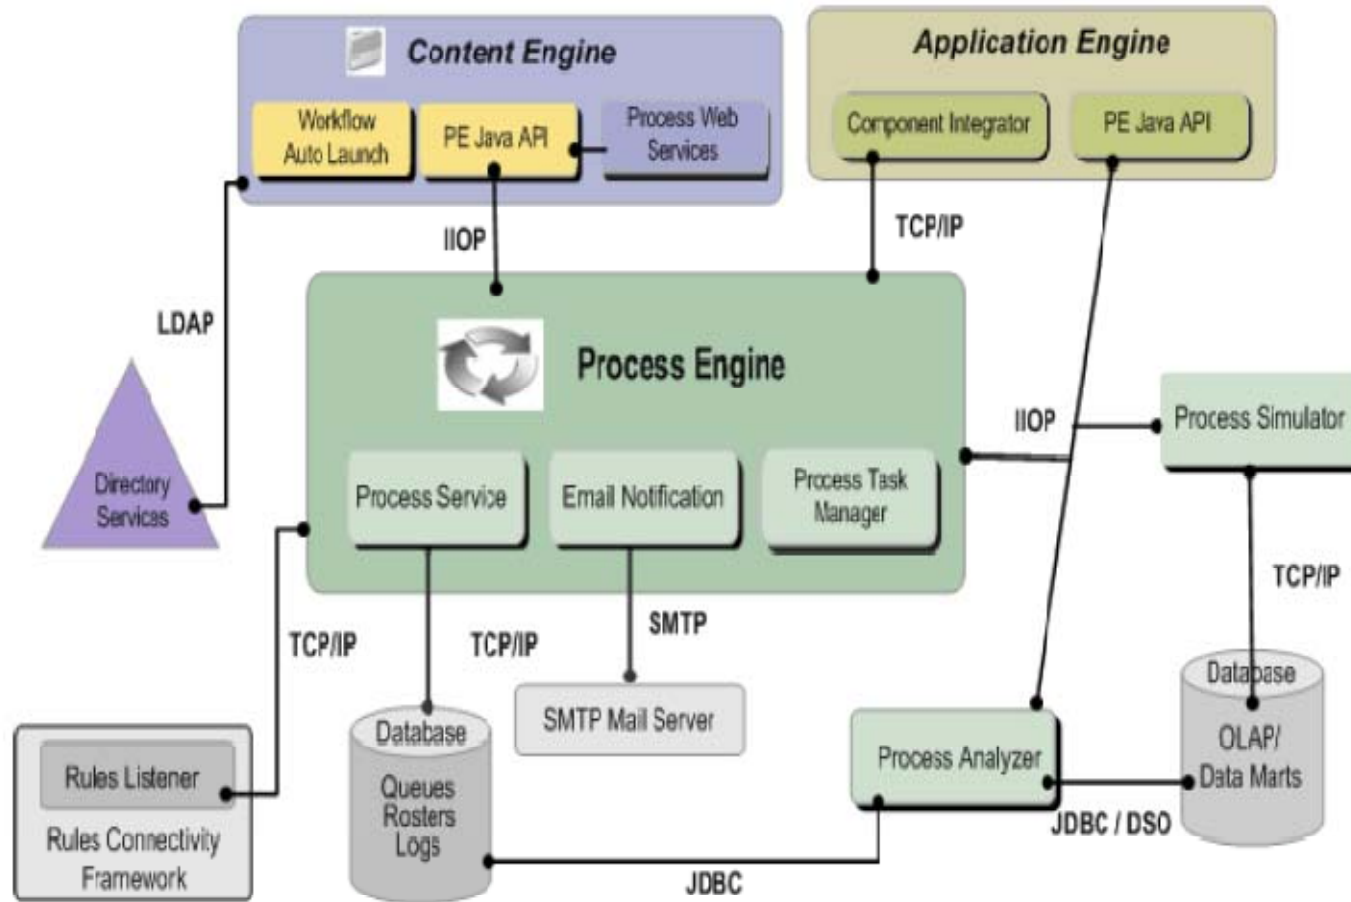 Content Engine
Workflow
Auto Launch
PE Java API
Process Web
Services
Application Engine
Component Integrator
PE Java API
IIOP
TCP/IP
LDAP
Process Engine
Process Service
Email Notification
Process Task
Manager
IIOP
Process Simulator
Directory
Services
TCP/IP
TCP/IP
SMTP
TCP/IP
SMTP Mail Server
Database
Queues
Rosters
Logs
Rules Listener
Rules Connectivity
Framework
Process Analyzer
Database
OLAP/
Data Marts
JDBC / DSO
JDBC